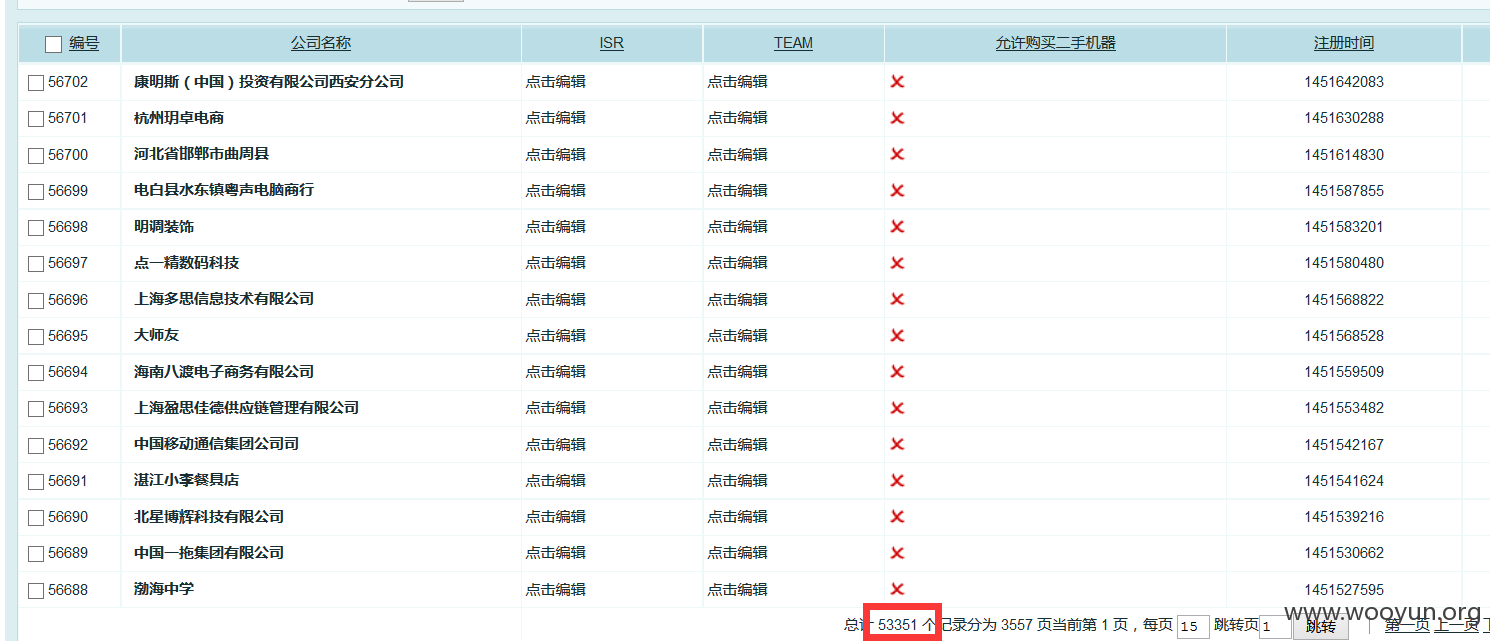 编号 公司名称 ISR TEAM 允许购买二手机器 注册时间
56702 康明斯（中国）投资有限公司西安分公司 点击编辑 点击编辑 1451642083
56701 杭州玥卓电商 点击编辑 点击编辑 1451630288
56700 河北省邯郸市曲周县 点击编辑 点击编辑 1451614830
56699 电白县水东镇粤声电脑商行 点击编辑 点击编辑 1451587855
56698 明调装饰 点击编辑 点击编辑 1451583201
56697 点一精数码科技 点击编辑 点击编辑 1451580480
56696 上海多思信息技术有限公司 点击编辑 点击编辑 1451568822
56695 大师友 点击编辑 点击编辑 1451568528
56694 海南八渡电子商务有限公司 点击编辑 点击编辑 1451559509
56693 上海盈思佳德供应链管理有限公司 点击编辑 点击编辑 1451553482
56692 中国移动通信集团公司司 点击编辑 点击编辑 1451542167
56691 湛江小李餐具店 点击编辑 点击编辑 1451541624
56690 北星博辉科技有限公司 点击编辑 点击编辑 1451539216
56689 中国一拖集团有限公司 点击编辑 点击编辑 1451530662
56688 渤海中学 点击编辑 点击编辑 1451527595
总计 53351 个记录分为 3557 页当前第 1 页，每页 15 跳转页 1 跳转 | 第一页 上一页
www.wooyun.org